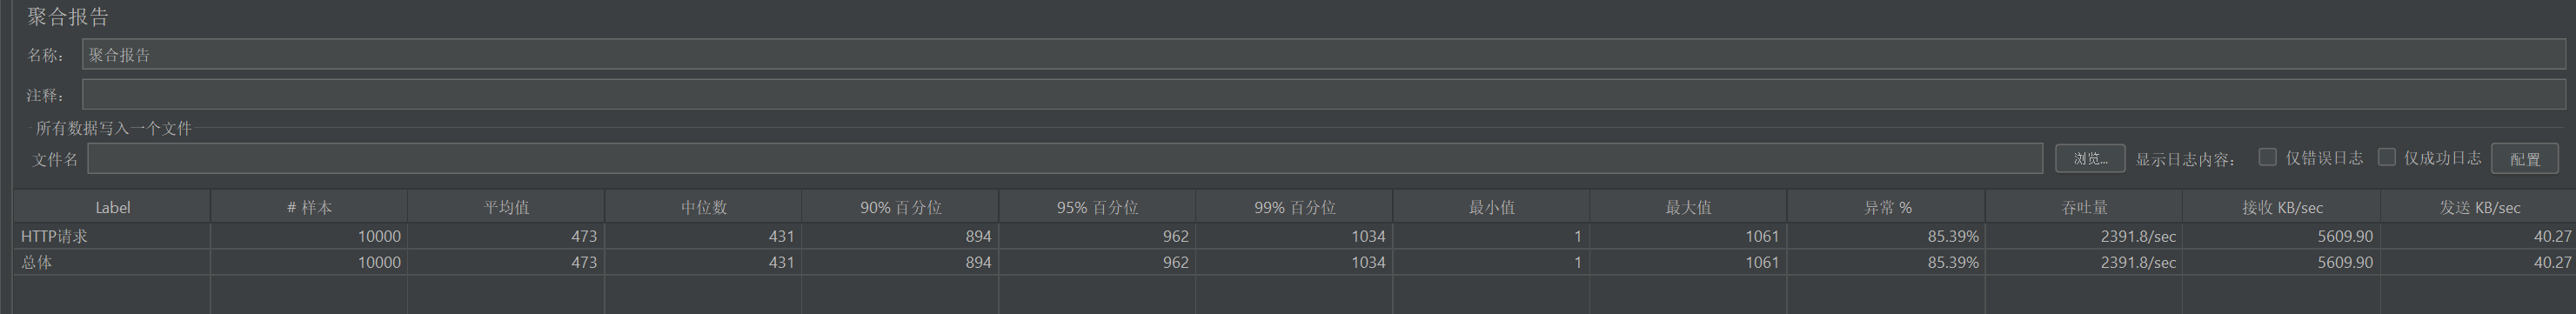 聚合报告
名称： 聚合报告
注释：
所有数据写入一个文件
文件名 浏览... 显示日志内容： 仅错误日志 仅成功日志 配置
Label # 样本 平均值 中位数 90% 百分位 95% 百分位 99% 百分位 最小值 最大值 异常 % 吞吐量 接收 KB/sec 发送 KB/sec
HTTP请求 10000 473 431 894 962 1034 1 1061 85.39% 2391.8/sec 5609.90 40.27
总体 10000 473 431 894 962 1034 1 1061 85.39% 2391.8/sec 5609.90 40.27